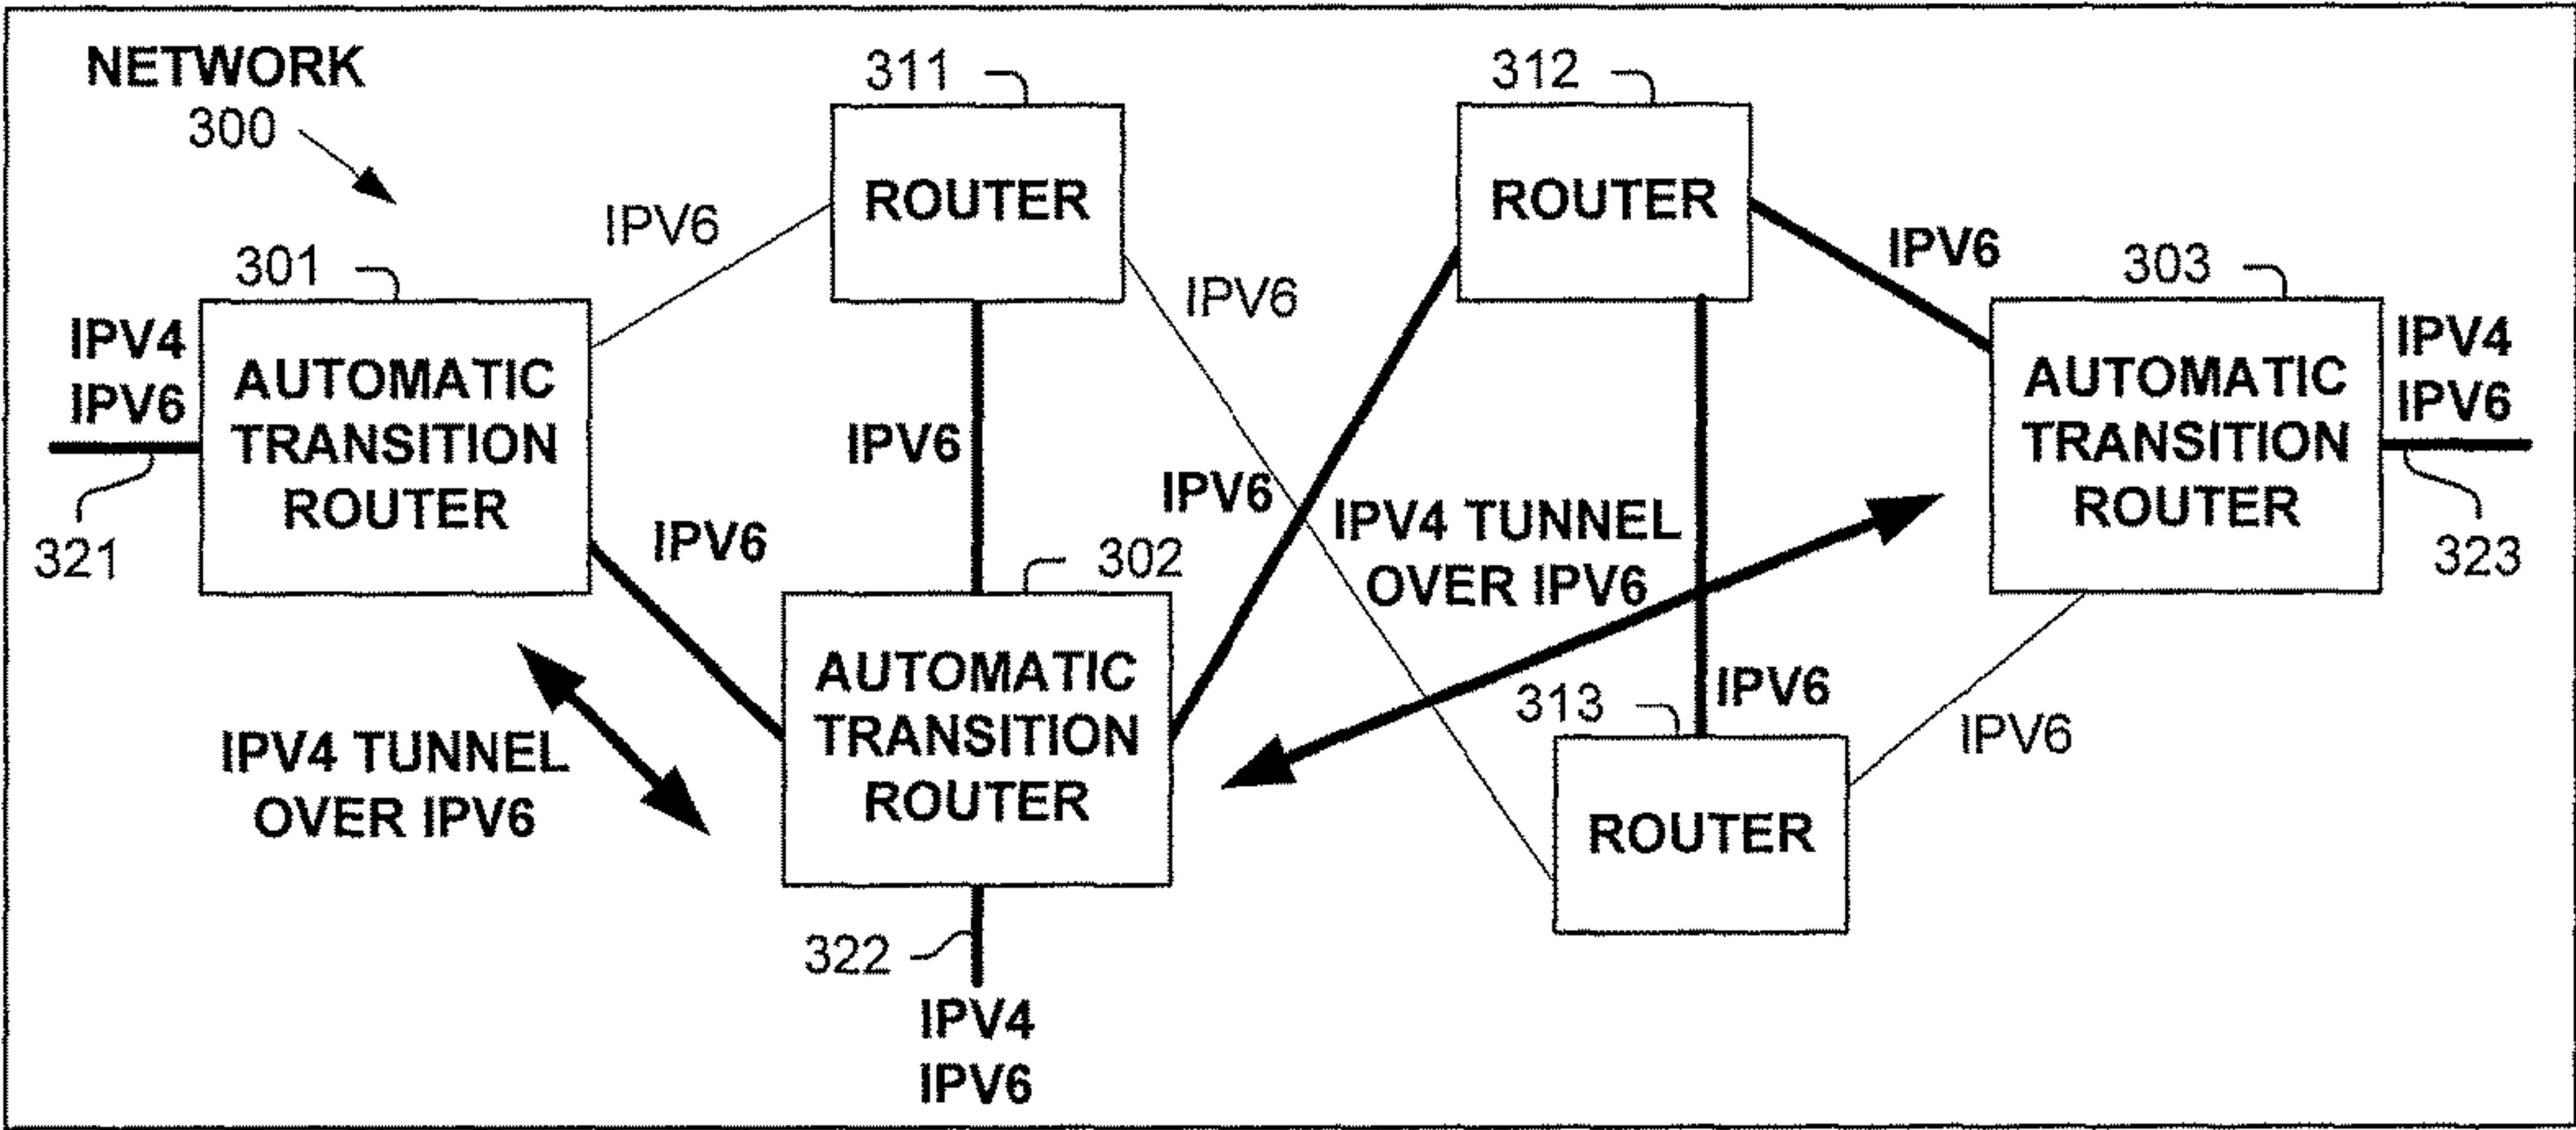 NETWORK
300
311
312
ROUTER
ROUTER
IPV6
IPV6
IPV6
301
303
IPV4
IPV6
AUTOMATIC
TRANSITION
ROUTER
321
IPV6
IPV6
IPV6
IPV4 TUNNEL
OVER IPV6
AUTOMATIC
TRANSITION
ROUTER
IPV4
IPV6
323
302
AUTOMATIC
TRANSITION
ROUTER
IPV4 TUNNEL
OVER IPV6
313
IPV6
IPV6
ROUTER
322
IPV4
IPV6